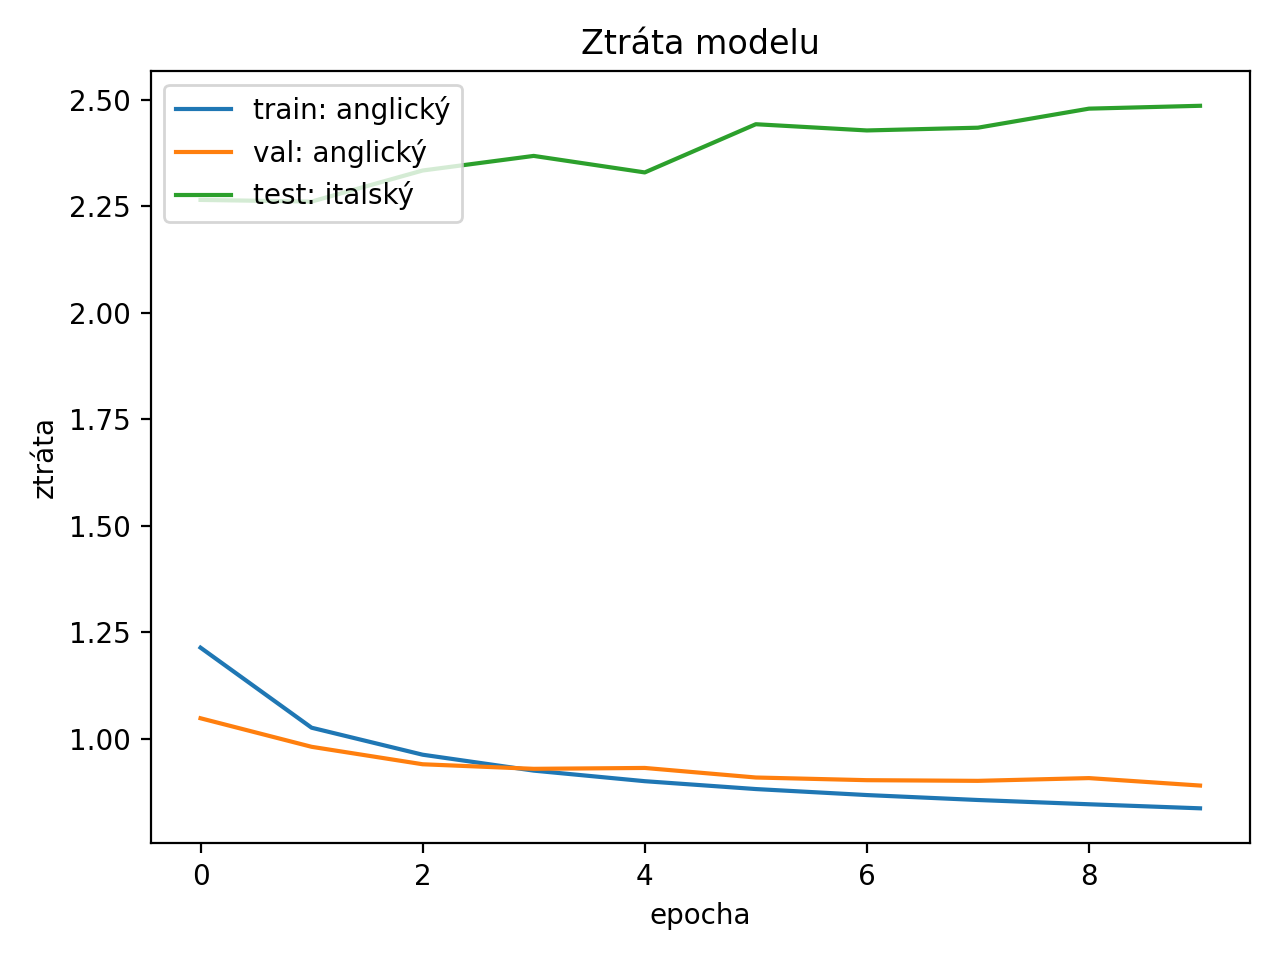 Ztráta modelu
train: anglický
val: anglický
test: italský
2.50
2.25
2.00
1.75
1.50
1.25
1.00
ztráta
0 2 4 6 8
epocha